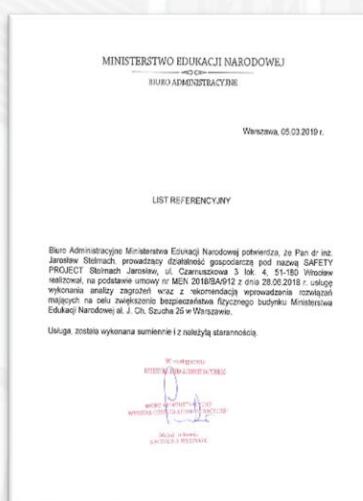 MINISTERSTWO EDUKACJI NARODOWEJ
BIURO ADMINISTRACYJNE
Warszawa, 05.03.2019 r.
LIST REFERENCYJNY
Biuro Administracyjne Ministerstwa Edukacji Narodowej potwierdza, że Pan dr inż.
Jarosław Stelmach, prowadzący działalność gospodarczą pod nazwą SAFETY
PROJECT Stelmach Jarosław, ul. Czarnuszkowa 3 lok. 4, 51-180 Wrocław
realizował, na podstawie umowy nr MEN 2018/BA/912 z dnia 28.06.2018 r. usługę
wykonania analizy zagrożeń wraz z rekomendacją wprowadzenia rozwiązań
mających na celu zwiększenie bezpieczeństwa fizycznego budynku Ministerstwa
Edukacji Narodowej al. J. Ch. Szucha 25 w Warszawie.
Usługa, została wykonana sumiennie i z należytą starannością.